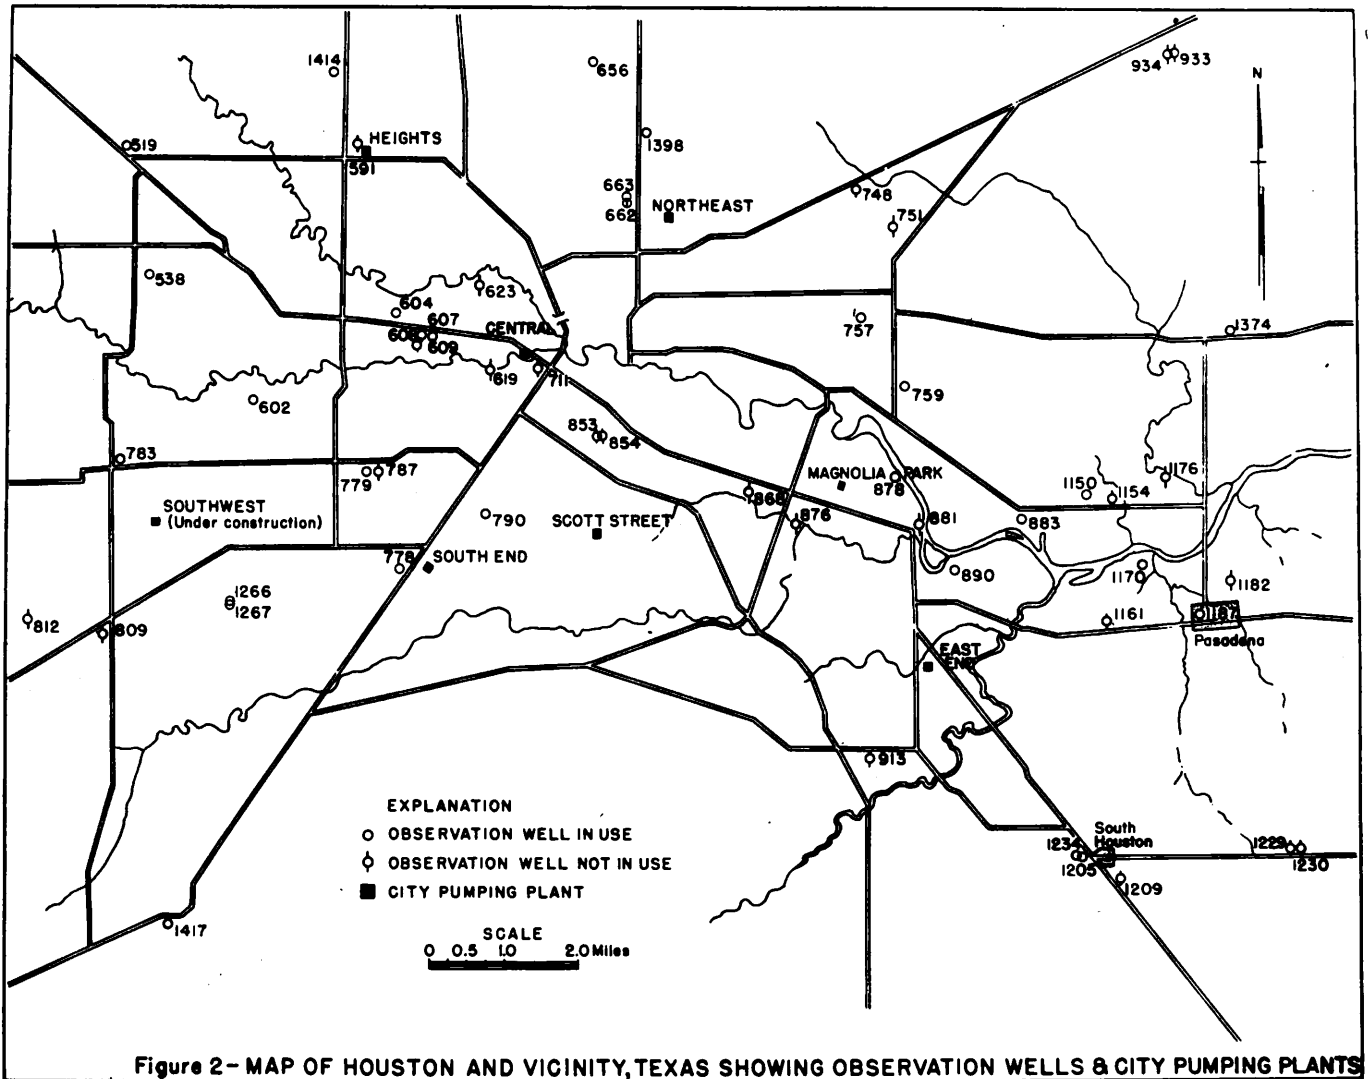 1414
656
934
933
N
519
HEIGHTS
591
1398
663
662
NORTHEAST
748
751
538
623
604
607
CENTRAL
608
609
757
1374
619
711
759
602
853
854
783
787
779
MAGNOLIA PARK
878
1176
1150
1154
SOUTHWEST
(Under construction)
790
SCOTT STREET
868
876
881
883
778
SOUTH END
890
1170
1182
1266
1267
812
809
1161
1187
Pasadena
EAST
END
913
EXPLANATION
OBSERVATION WELL IN USE
OBSERVATION WELL NOT IN USE
CITY PUMPING PLANT
South
Houston
1234
1205
1229
1230
1209
1417
SCALE
0 0.5 1.0 2.0 Miles
Figure 2- MAP OF HOUSTON AND VICINITY, TEXAS SHOWING OBSERVATION WELLS & CITY PUMPING PLANTS